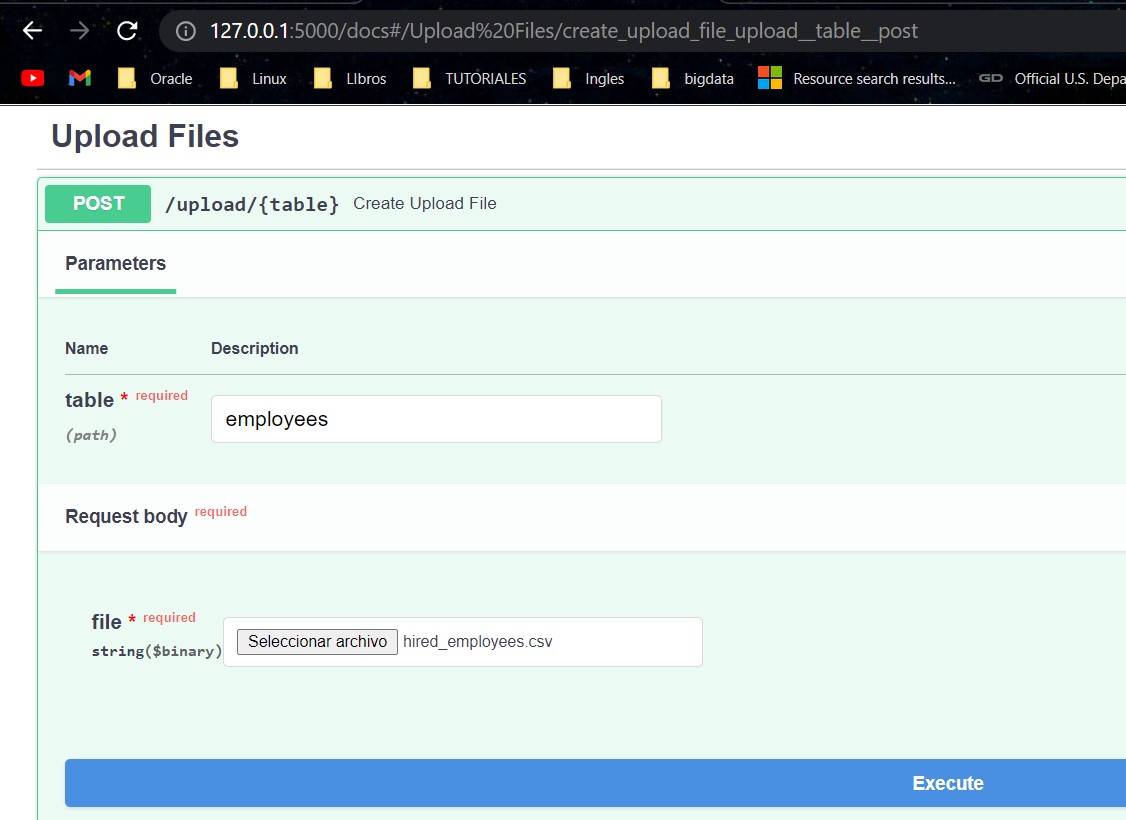 127.0.0.1:5000/docs#/Upload%20Files/create_upload_file_upload__table__post
Oracle Linux LIbros TUTORIALES Ingles bigdata Resource search results... GD Official U.S. Depa
Upload Files
POST /upload/{table} Create Upload File
Parameters
Name Description
table * required
employees
(path)
Request body required
file * required
Seleccionar archivo hired_employees.csv
string($binary)
Execute